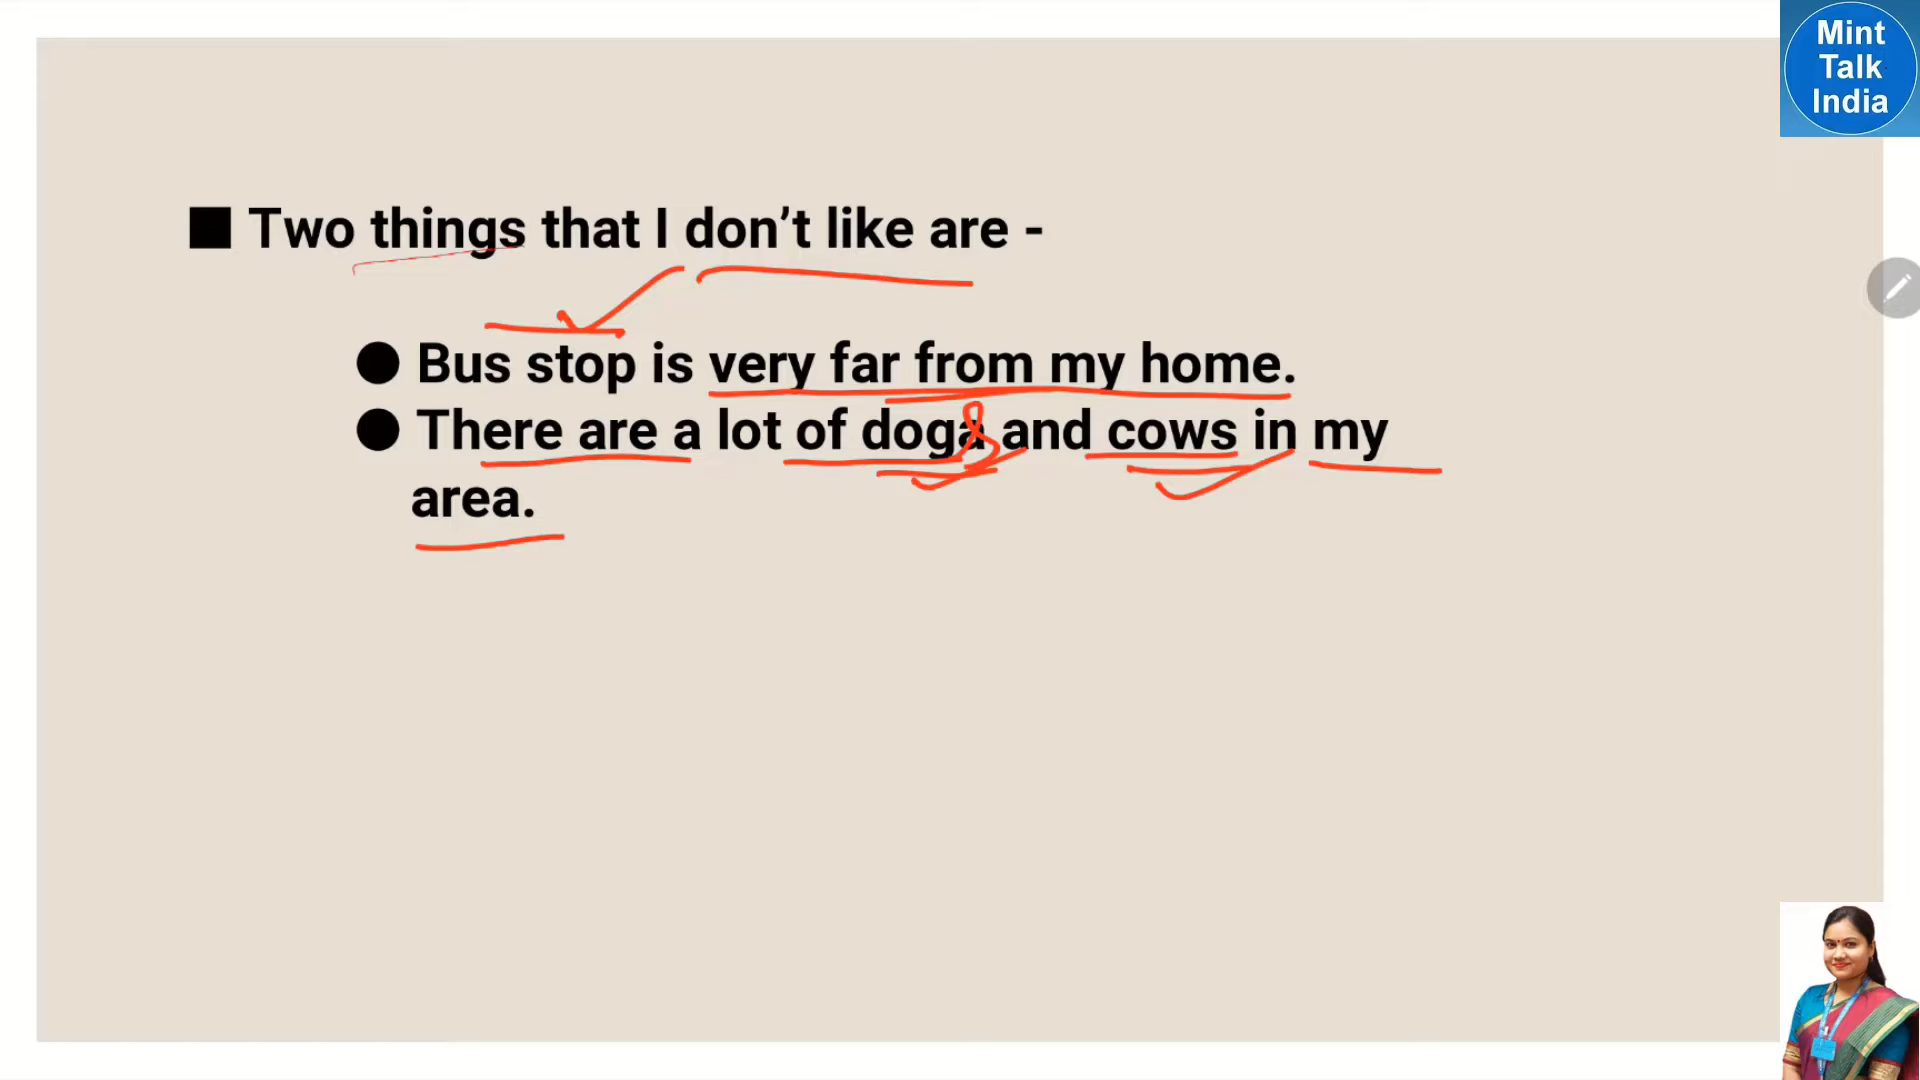 Mint
Talk
India
■ Two things that I don’t like are -
● Bus stop is very far from my home.
● There are a lot of doga and cows in my
area.